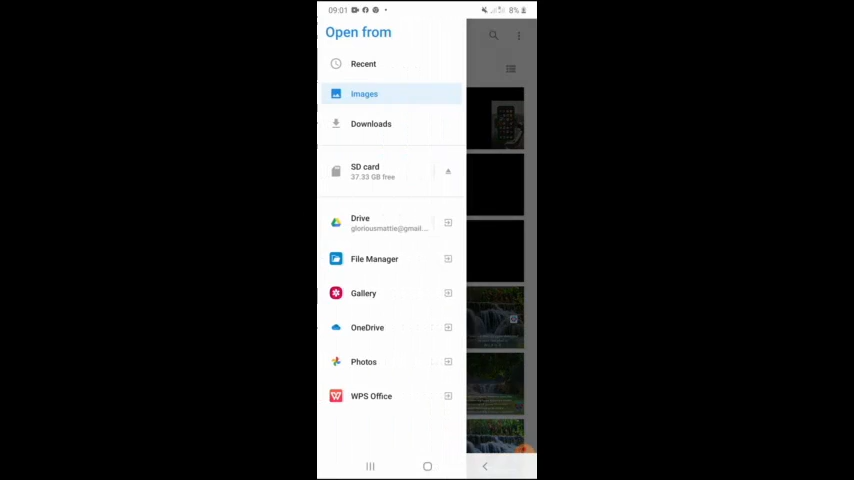 09:01
8%
Open from
Recent
Images
Downloads
SD card
37.33 GB free
Drive
gloriousmattie@gmail....
File Manager
Gallery
OneDrive
Photos
WPS Office